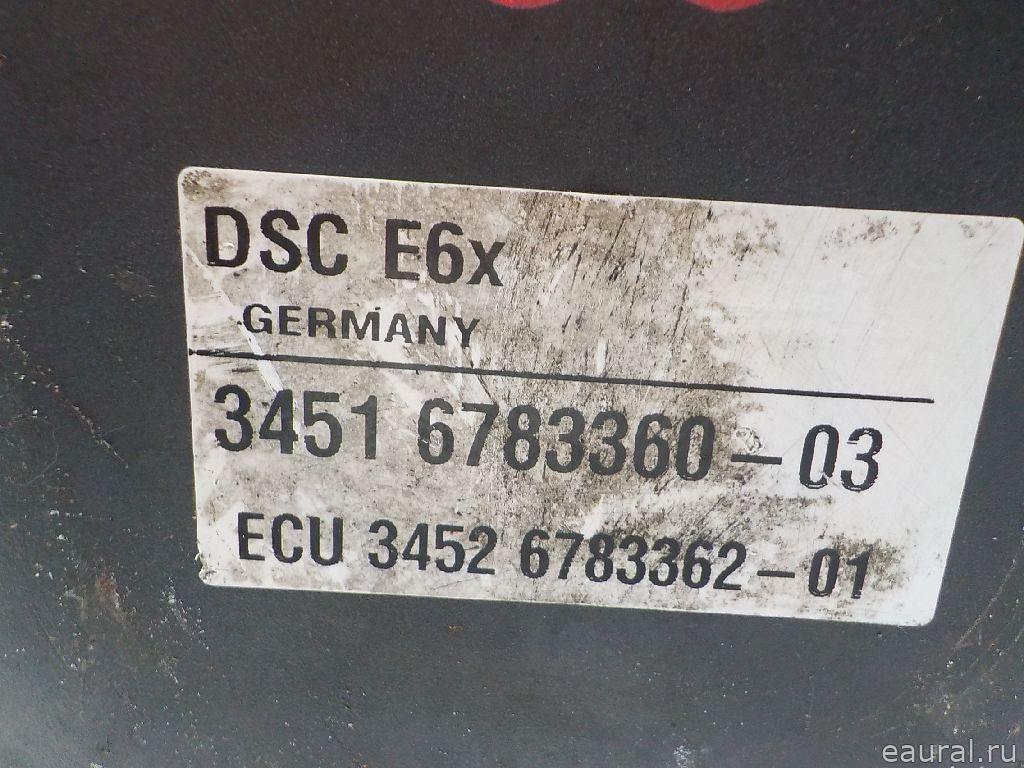 DSC E6x
GERMANY
3451 6783360-03
ECU 3452 6783362-01
eaural.ru